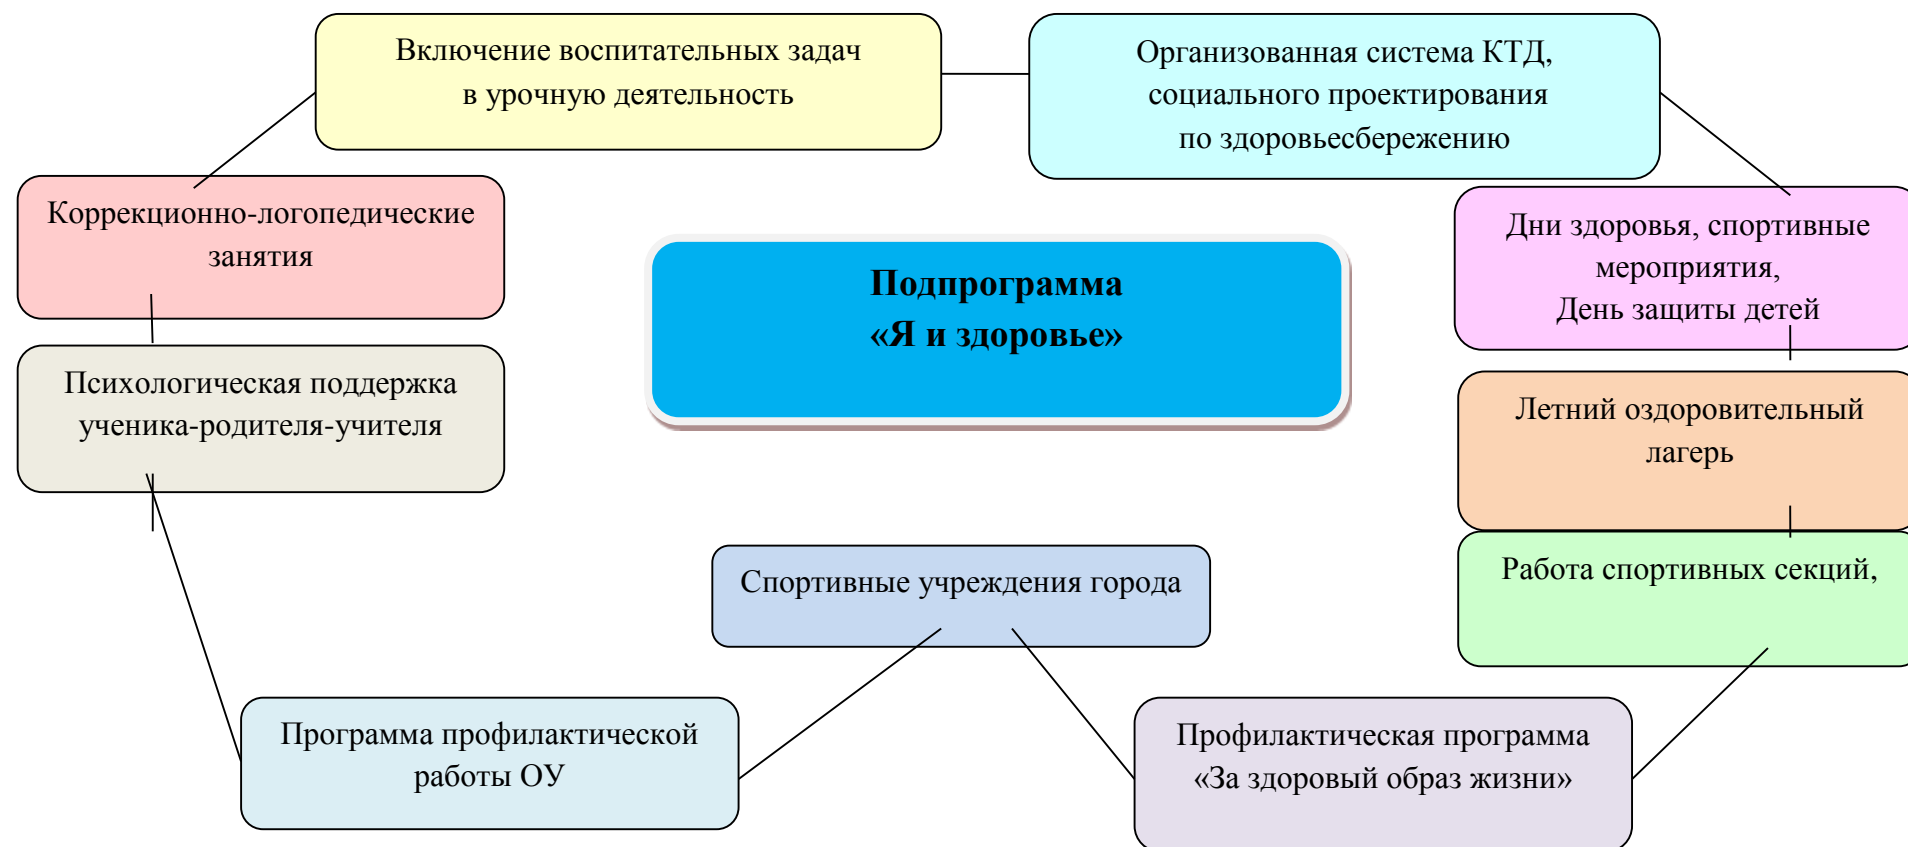 Включение воспитательных задач
в урочную деятельность
Организованная система КТД,
социального проектирования
по здоровьесбережению
Коррекционно-логопедические
занятия
Дни здоровья, спортивные
мероприятия,
День защиты детей
Подпрограмма
«Я и здоровье»
Психологическая поддержка
ученика-родителя-учителя
Летний оздоровительный
лагерь
Спортивные учреждения города
Работа спортивных секций,
Программа профилактической
работы ОУ
Профилактическая программа
«За здоровый образ жизни»